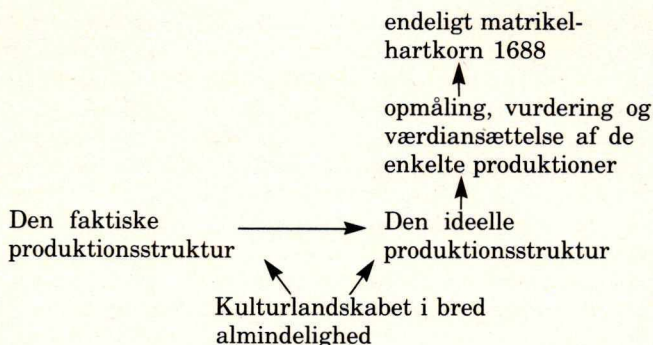 endeligt matrikel-
hartkorn 1688
opmåling, vurdering og
værdiansættelse af de
enkelte produktioner
Den faktiske
produktionsstruktur
Den ideelle
produktionsstruktur
Kulturlandskabet i bred
almindelighed